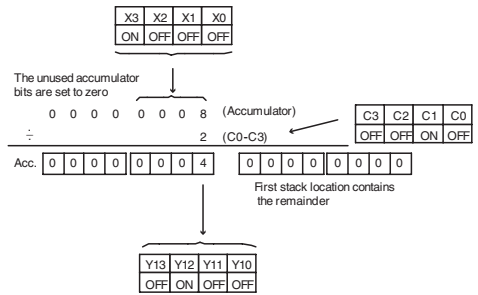 X3 X2 X1 X0
ON OFF OFF OFF
The unused accumulator
bits are set to zero
0 0 0 0 0 0 0 8 (Accumulator)
C3 C2 C1 C0
OFF OFF ON OFF
÷ 2 (C0-C3)
Acc. 0 0 0 0 0 0 0 4 0 0 0 0 0 0 0 0
First stack location contains
the remainder
Y13 Y12 Y11 Y10
OFF ON OFF OFF